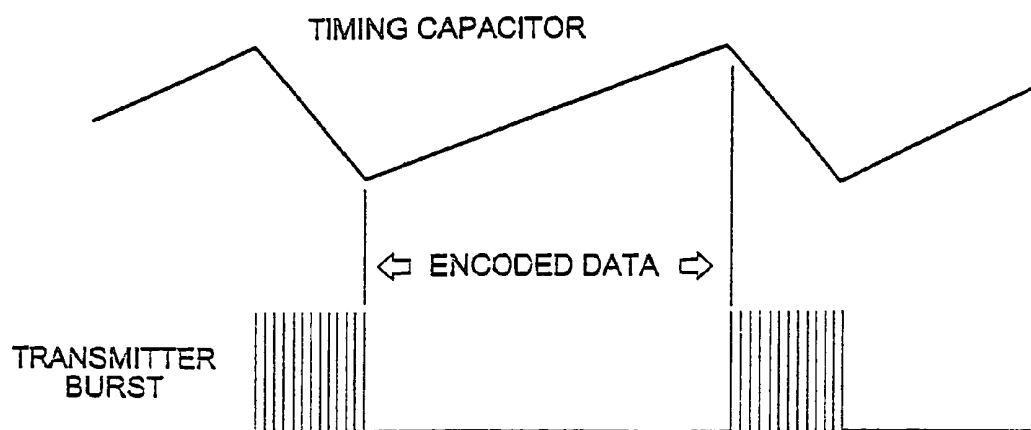 TIMING CAPACITOR
ENCODED DATA
TRANSMITTER
BURST